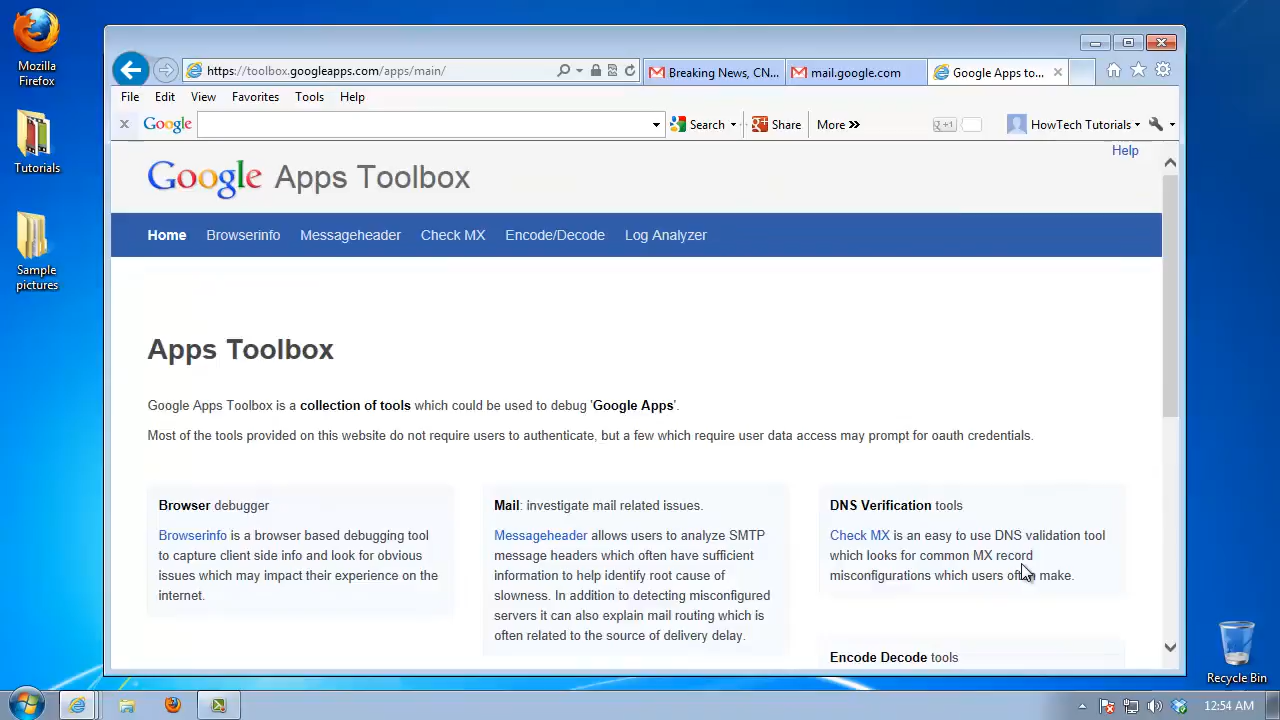 Mozilla
Firefox
Tutorials
Sample
pictures
https://toolbox.googleapps.com/apps/main/
Breaking News, CN...
mail.google.com
Google Apps to...
File Edit View Favorites Tools Help
x Google Search Share More » +1 HowTech Tutorials
Help
Google Apps Toolbox
Home Browserinfo Messageheader Check MX Encode/Decode Log Analyzer
Apps Toolbox
Google Apps Toolbox is a collection of tools which could be used to debug 'Google Apps'.
Most of the tools provided on this website do not require users to authenticate, but a few which require user data access may prompt for oauth credentials.
Browser debugger
Browserinfo is a browser based debugging tool
to capture client side info and look for obvious
issues which may impact their experience on the
internet.
Mail: investigate mail related issues.
Messageheader allows users to analyze SMTP
message headers which often have sufficient
information to help identify root cause of
slowness. In addition to detecting misconfigured
servers it can also explain mail routing which is
often related to the source of delivery delay.
DNS Verification tools
Check MX is an easy to use DNS validation tool
which looks for common MX record
misconfigurations which users often make.
Encode Decode tools
Recycle Bin
12:54 AM